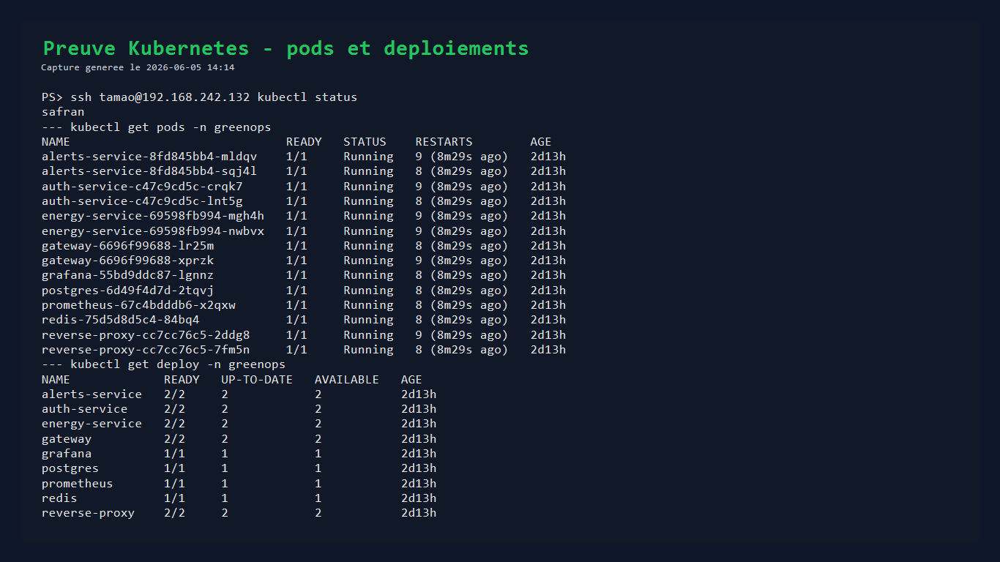 Preuve Kubernetes - pods et deploiements
Capture generee le 2026-06-05 14:14
PS> ssh tamao@192.168.242.132 kubectl status
safran
--- kubectl get pods -n greenops
NAME                              READY   STATUS    RESTARTS        AGE
alerts-service-8fd845bb4-mldqv    1/1     Running   9 (8m29s ago)   2d13h
alerts-service-8fd845bb4-sqj4l    1/1     Running   8 (8m29s ago)   2d13h
auth-service-c47c9cd5c-crqk7      1/1     Running   9 (8m29s ago)   2d13h
auth-service-c47c9cd5c-lnt5g      1/1     Running   8 (8m29s ago)   2d13h
energy-service-69598fb994-mgh4h   1/1     Running   9 (8m29s ago)   2d13h
energy-service-69598fb994-nwbvx   1/1     Running   9 (8m29s ago)   2d13h
gateway-6696f99688-lr25m          1/1     Running   8 (8m29s ago)   2d13h
gateway-6696f99688-xprzk          1/1     Running   9 (8m29s ago)   2d13h
grafana-55bd9ddc87-lgnnz          1/1     Running   8 (8m29s ago)   2d13h
postgres-6d49f4d7d-2tqvj          1/1     Running   8 (8m29s ago)   2d13h
prometheus-67c4bdddb6-x2qxw       1/1     Running   8 (8m29s ago)   2d13h
redis-75d5d8d5c4-84bq4            1/1     Running   8 (8m29s ago)   2d13h
reverse-proxy-cc7cc76c5-2ddg8     1/1     Running   9 (8m29s ago)   2d13h
reverse-proxy-cc7cc76c5-7fm5n     1/1     Running   8 (8m29s ago)   2d13h
--- kubectl get deploy -n greenops
NAME             READY   UP-TO-DATE   AVAILABLE   AGE
alerts-service   2/2     2            2           2d13h
auth-service     2/2     2            2           2d13h
energy-service   2/2     2            2           2d13h
gateway          2/2     2            2           2d13h
grafana          1/1     1            1           2d13h
postgres         1/1     1            1           2d13h
prometheus       1/1     1            1           2d13h
redis            1/1     1            1           2d13h
reverse-proxy    2/2     2            2           2d13h